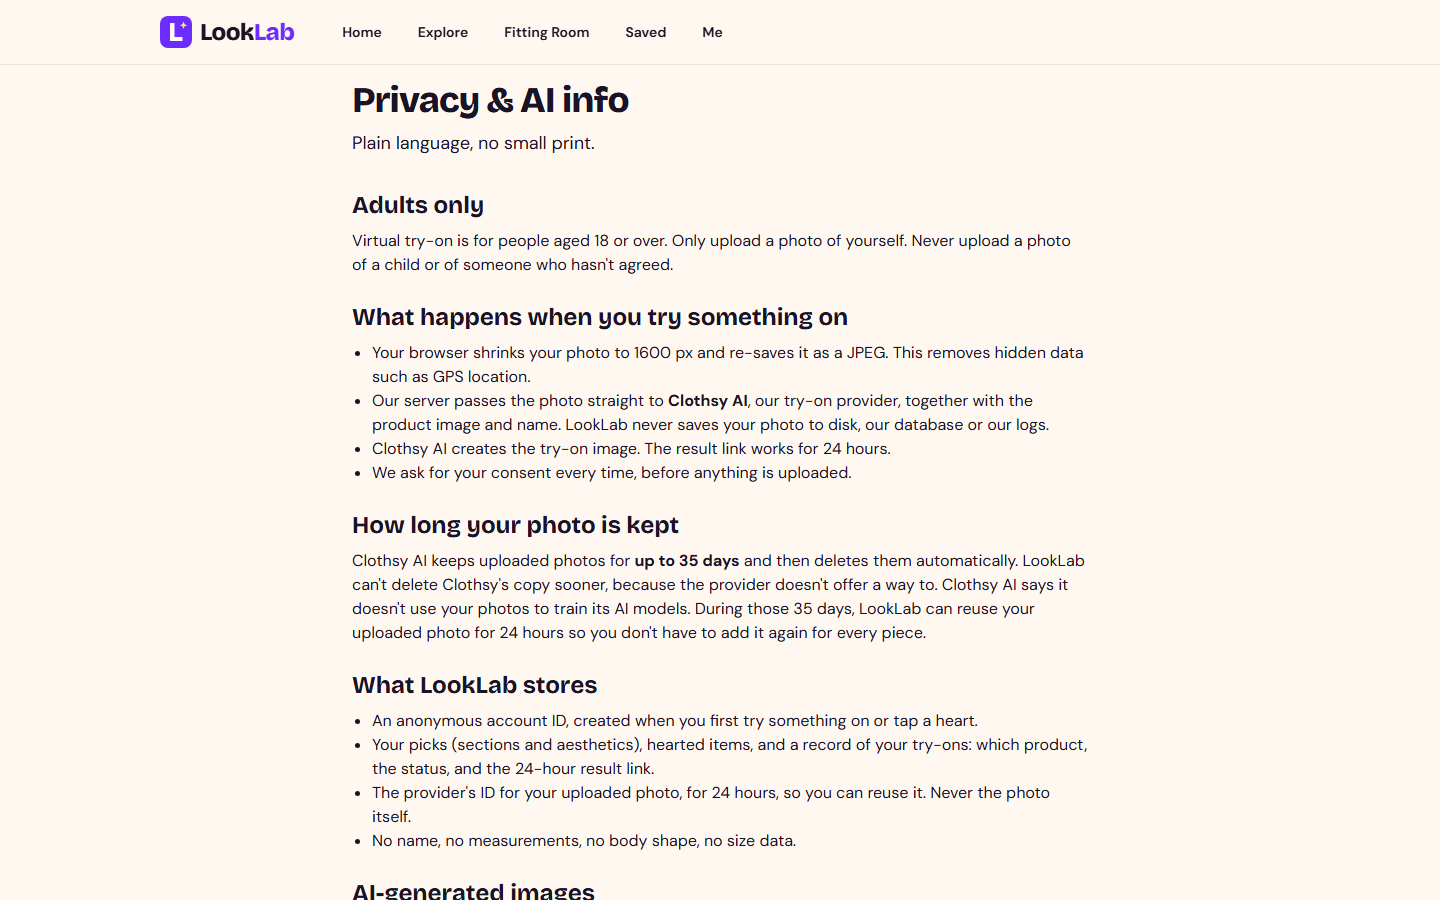 LookLab
Home
Explore
Fitting Room
Saved
Me
Privacy & AI info
Plain language, no small print.
Adults only
Virtual try-on is for people aged 18 or over. Only upload a photo of yourself. Never upload a photo
of a child or of someone who hasn't agreed.
What happens when you try something on
Your browser shrinks your photo to 1600 px and re-saves it as a JPEG. This removes hidden data
such as GPS location.
Our server passes the photo straight to Clothsy AI, our try-on provider, together with the
product image and name. LookLab never saves your photo to disk, our database or our logs.
Clothsy AI creates the try-on image. The result link works for 24 hours.
We ask for your consent every time, before anything is uploaded.
How long your photo is kept
Clothsy AI keeps uploaded photos for up to 35 days and then deletes them automatically. LookLab
can't delete Clothsy's copy sooner, because the provider doesn't offer a way to. Clothsy AI says it
doesn't use your photos to train its AI models. During those 35 days, LookLab can reuse your
uploaded photo for 24 hours so you don't have to add it again for every piece.
What LookLab stores
An anonymous account ID, created when you first try something on or tap a heart.
Your picks (sections and aesthetics), hearted items, and a record of your try-ons: which product,
the status, and the 24-hour result link.
The provider's ID for your uploaded photo, for 24 hours, so you can reuse it. Never the photo
itself.
No name, no measurements, no body shape, no size data.
AI-generated images